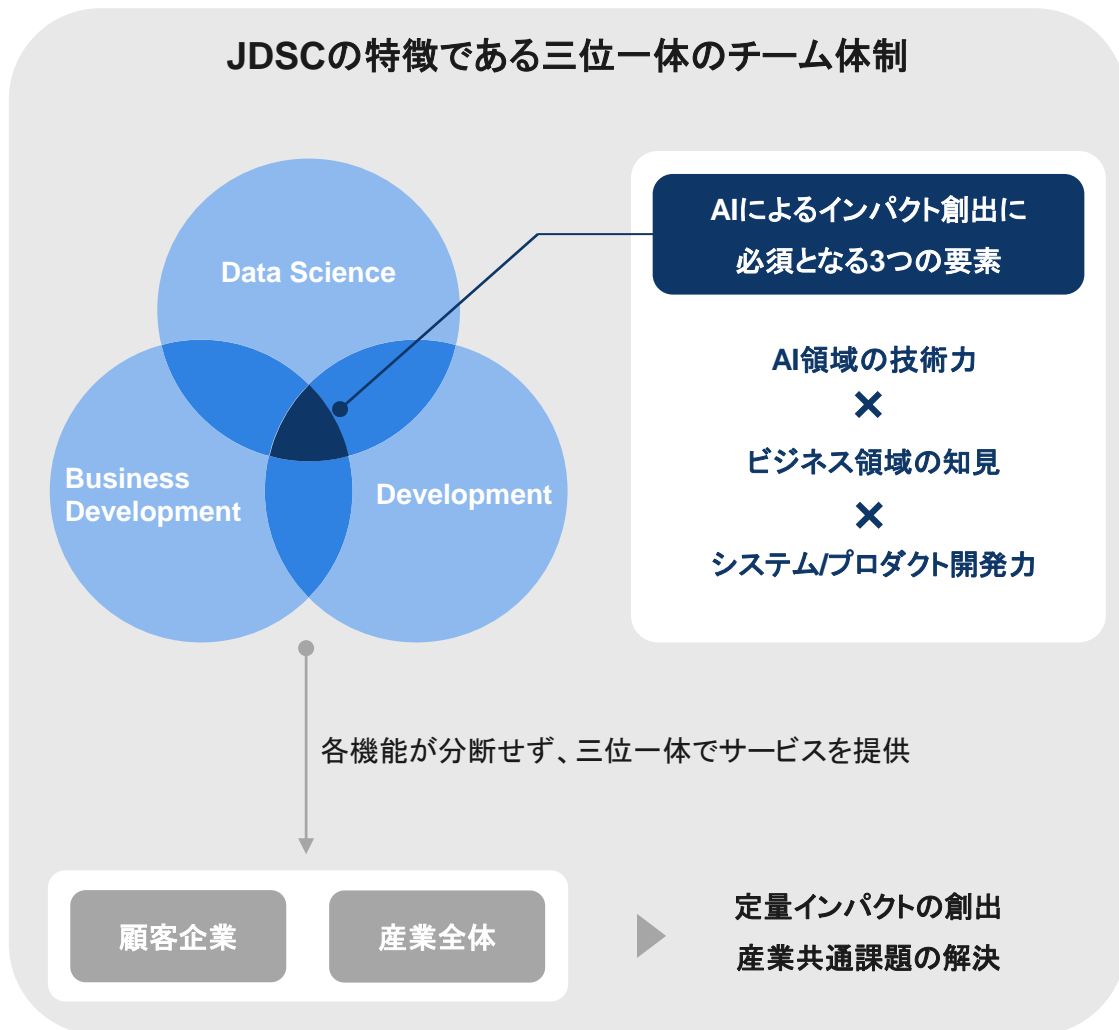 JDSCの特徴である三位一体のチーム体制
Data Science
Business
Development
Development
AIによるインパクト創出に
必須となる3つの要素
AI領域の技術力
×
ビジネス領域の知見
×
システム/プロダクト開発力
各機能が分断せず、三位一体でサービスを提供
顧客企業
産業全体
定量インパクトの創出
産業共通課題の解決